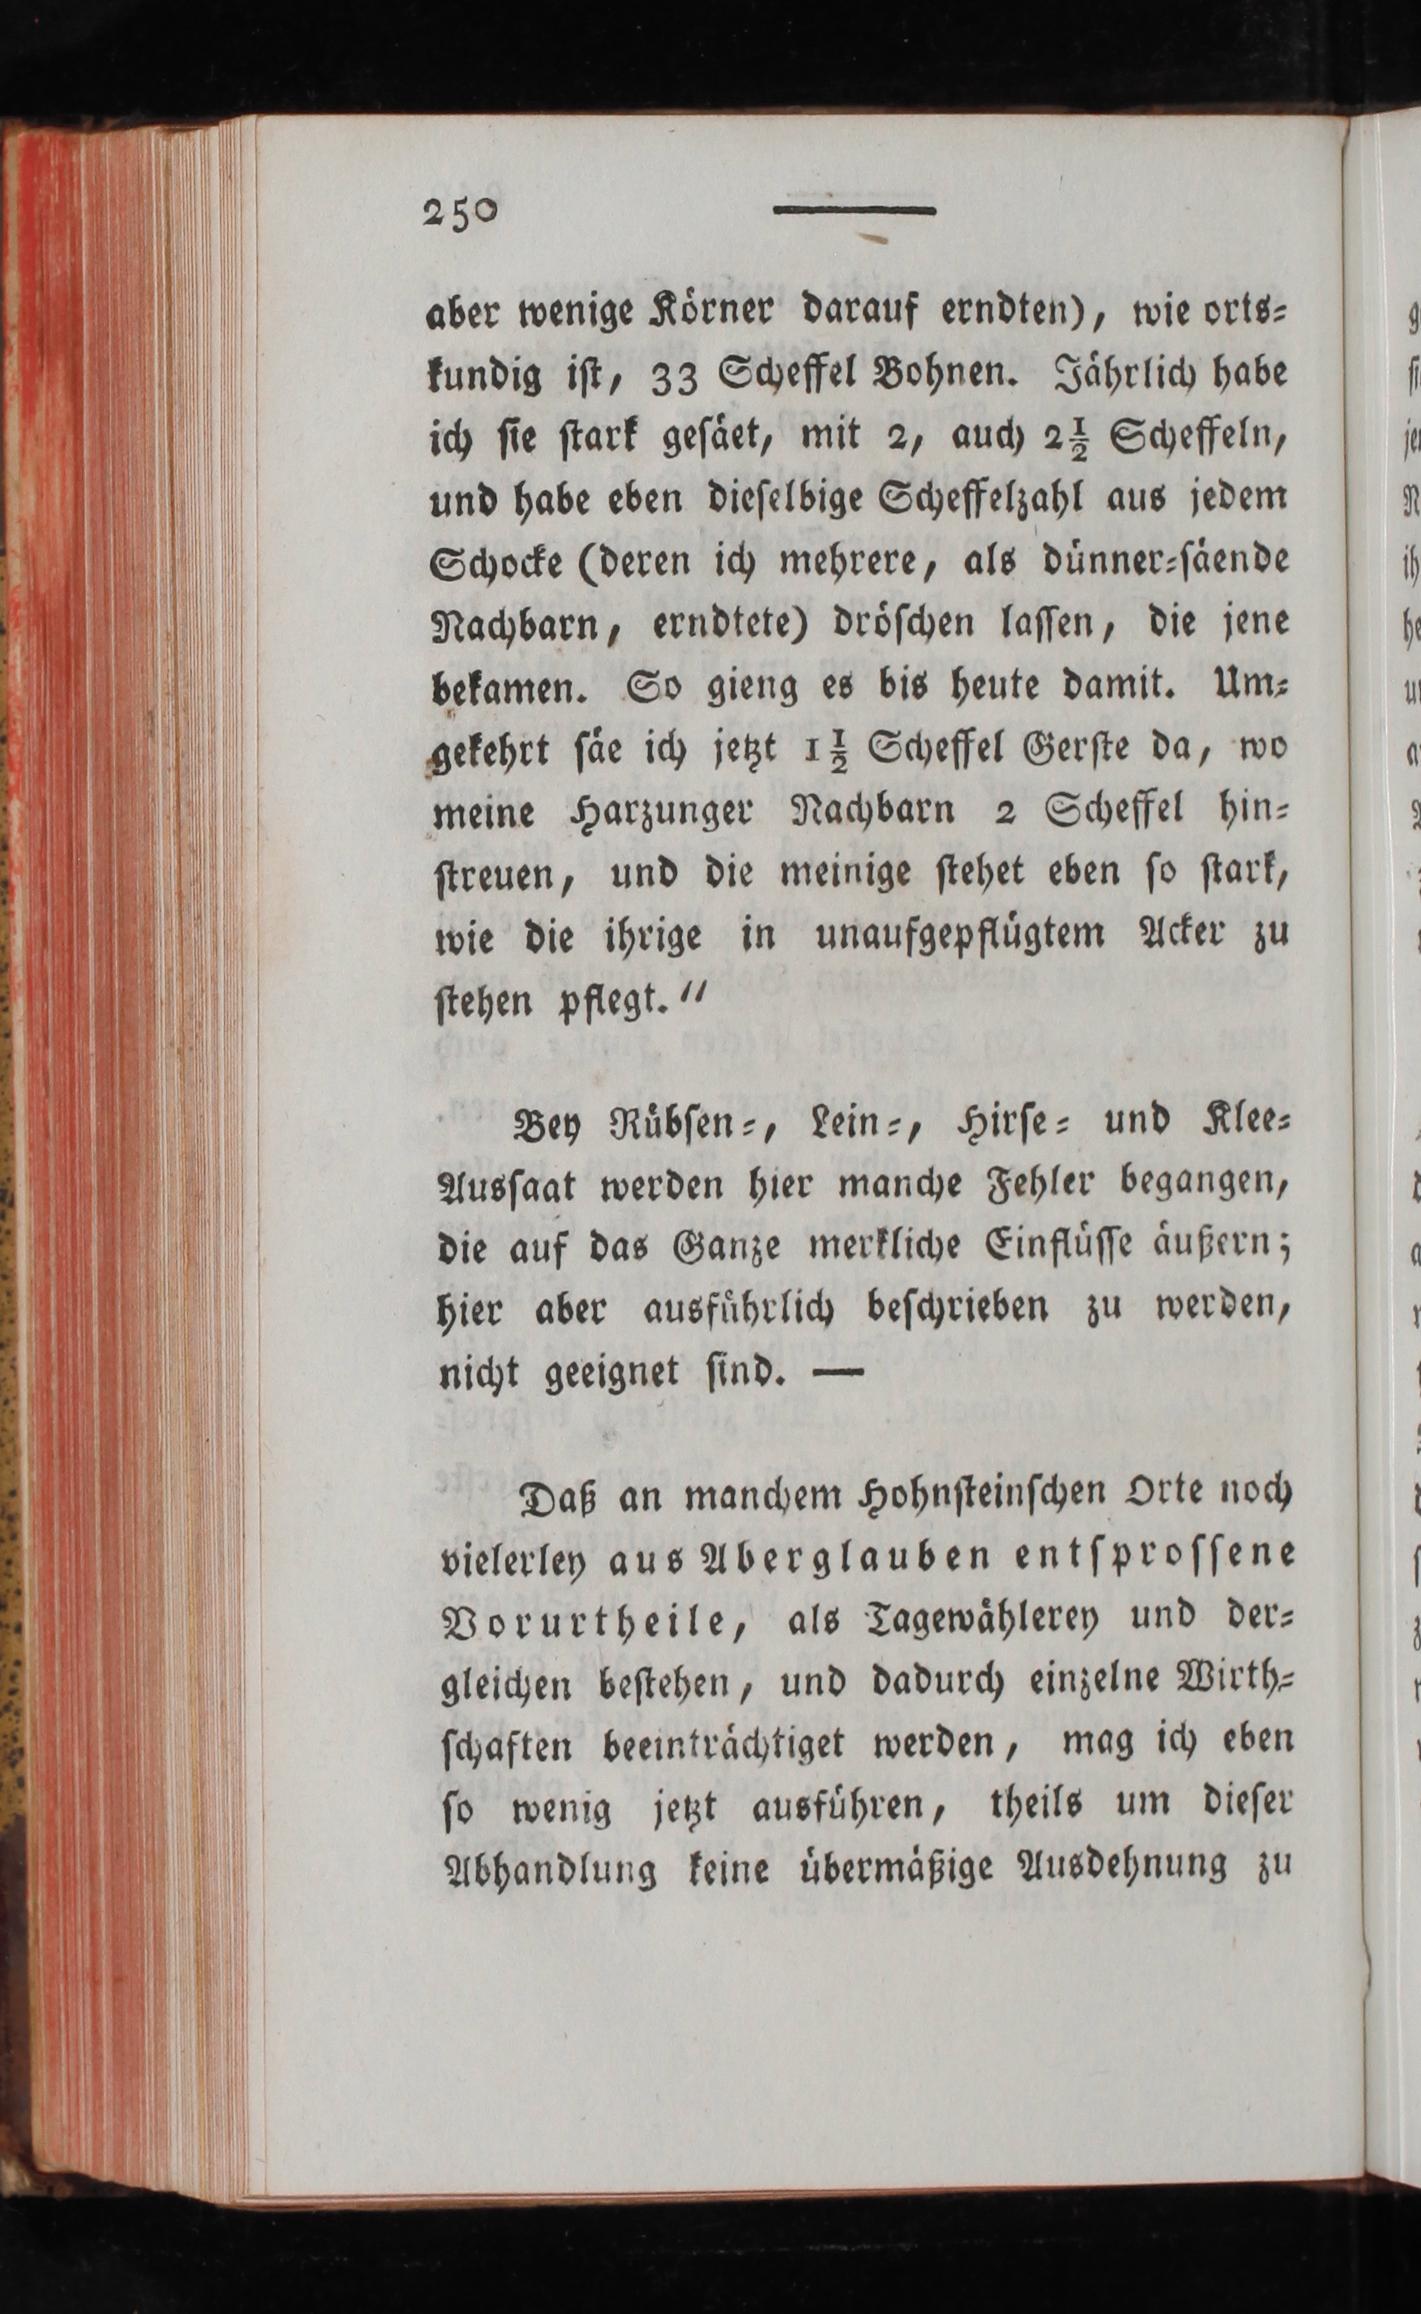 250
aber wenige Körner darauf erndten), wie orts⸗
kundig iſt, 33 Scheffel Bohnen. Jährlich habe
ich ſie ſtark geſäet, mit 2, auch 2½ Scheffeln,
und habe eben dieſelbige Scheffelzahl aus jedem
Schocke (deren ich mehrere, als dünner⸗ſäende
Nachbarn, erndtete) dröſchen laſſen, die jene
bekamen. So gieng es bis heute damit. Um⸗
gekehrt ſäe ich jetzt 1½ Scheffel Gerſte da, wo
meine Harzunger Nachbarn 2 Scheffel hin⸗
ſtreuen, und die meinige ſtehet eben ſo ſtark,
wie die ihrige in unaufgepflügtem Acker zu
ſtehen pflegt.“
Bey Rübſen⸗, Lein⸗, Hirſe⸗ und Klee⸗
Ausſaat werden hier manche Fehler begangen,
die auf das Ganze merkliche Einflüſſe äußern;
hier aber ausführlich beſchrieben zu werden,
nicht geeignet ſind. —
Daß an manchem Hohnſteinſchen Orte noch
vielerley aus Aberglauben entſproſſene
Vorurtheile, als Tagewählerey und der⸗
gleichen beſtehen, und dadurch einzelne Wirth⸗
ſchaften beeinträchtiget werden, mag ich eben
ſo wenig jetzt ausführen, theils um dieſer
Abhandlung keine übermäßige Ausdehnung zu